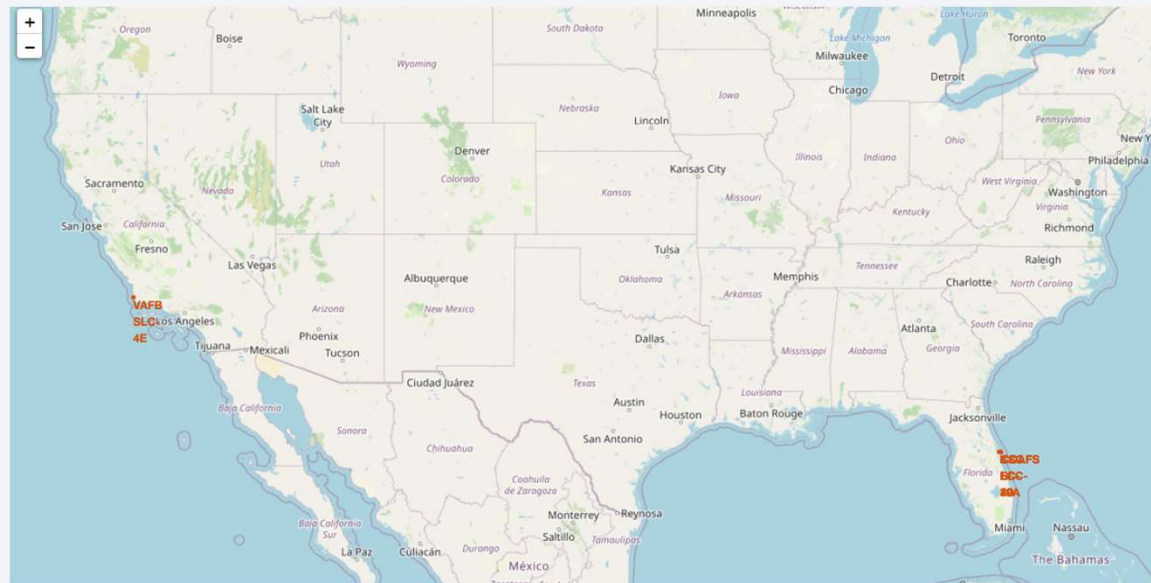 +
−
Oregon
Boise
Wyoming
South Dakota
Minneapolis
Lake Michigan
Lake Huron
Milwaukee
Toronto
Detroit
Chicago
New York
Salt Lake
City
Nebraska
Iowa
Lincoln
Pennsylvania
Ohio
Illinois
Indiana
Philadelphia
Denver
Utah
Colorado
Nevada
Sacramento
California
San Jose
Fresno
Kansas
Kansas City
Missouri
West Virginia
Washington
Virginia
Richmond
Kentucky
Las Vegas
Albuquerque
Tulsa
Oklahoma
Memphis
Tennessee
Raleigh
Charlotte
North Carolina
VAFB
SLC-
4E
Los Angeles
Arizona
New Mexico
Arkansas
Atlanta
South Carolina
Phoenix
Tijuana
Mexicali
Tucson
Dallas
Mississippi
Alabama
Georgia
Ciudad Juárez
Texas
Louisiana
Baja California
Sonora
Chihuahua
Austin
Houston
Baton Rouge
Jacksonville
San Antonio
Florida
Coahuila
de Zaragoza
Monterrey
Reynosa
Saltillo
Tamaulipas
Miami
Nassau
The Bahamas
Baja California
Sur
La Paz
Culiacán
Durango
México